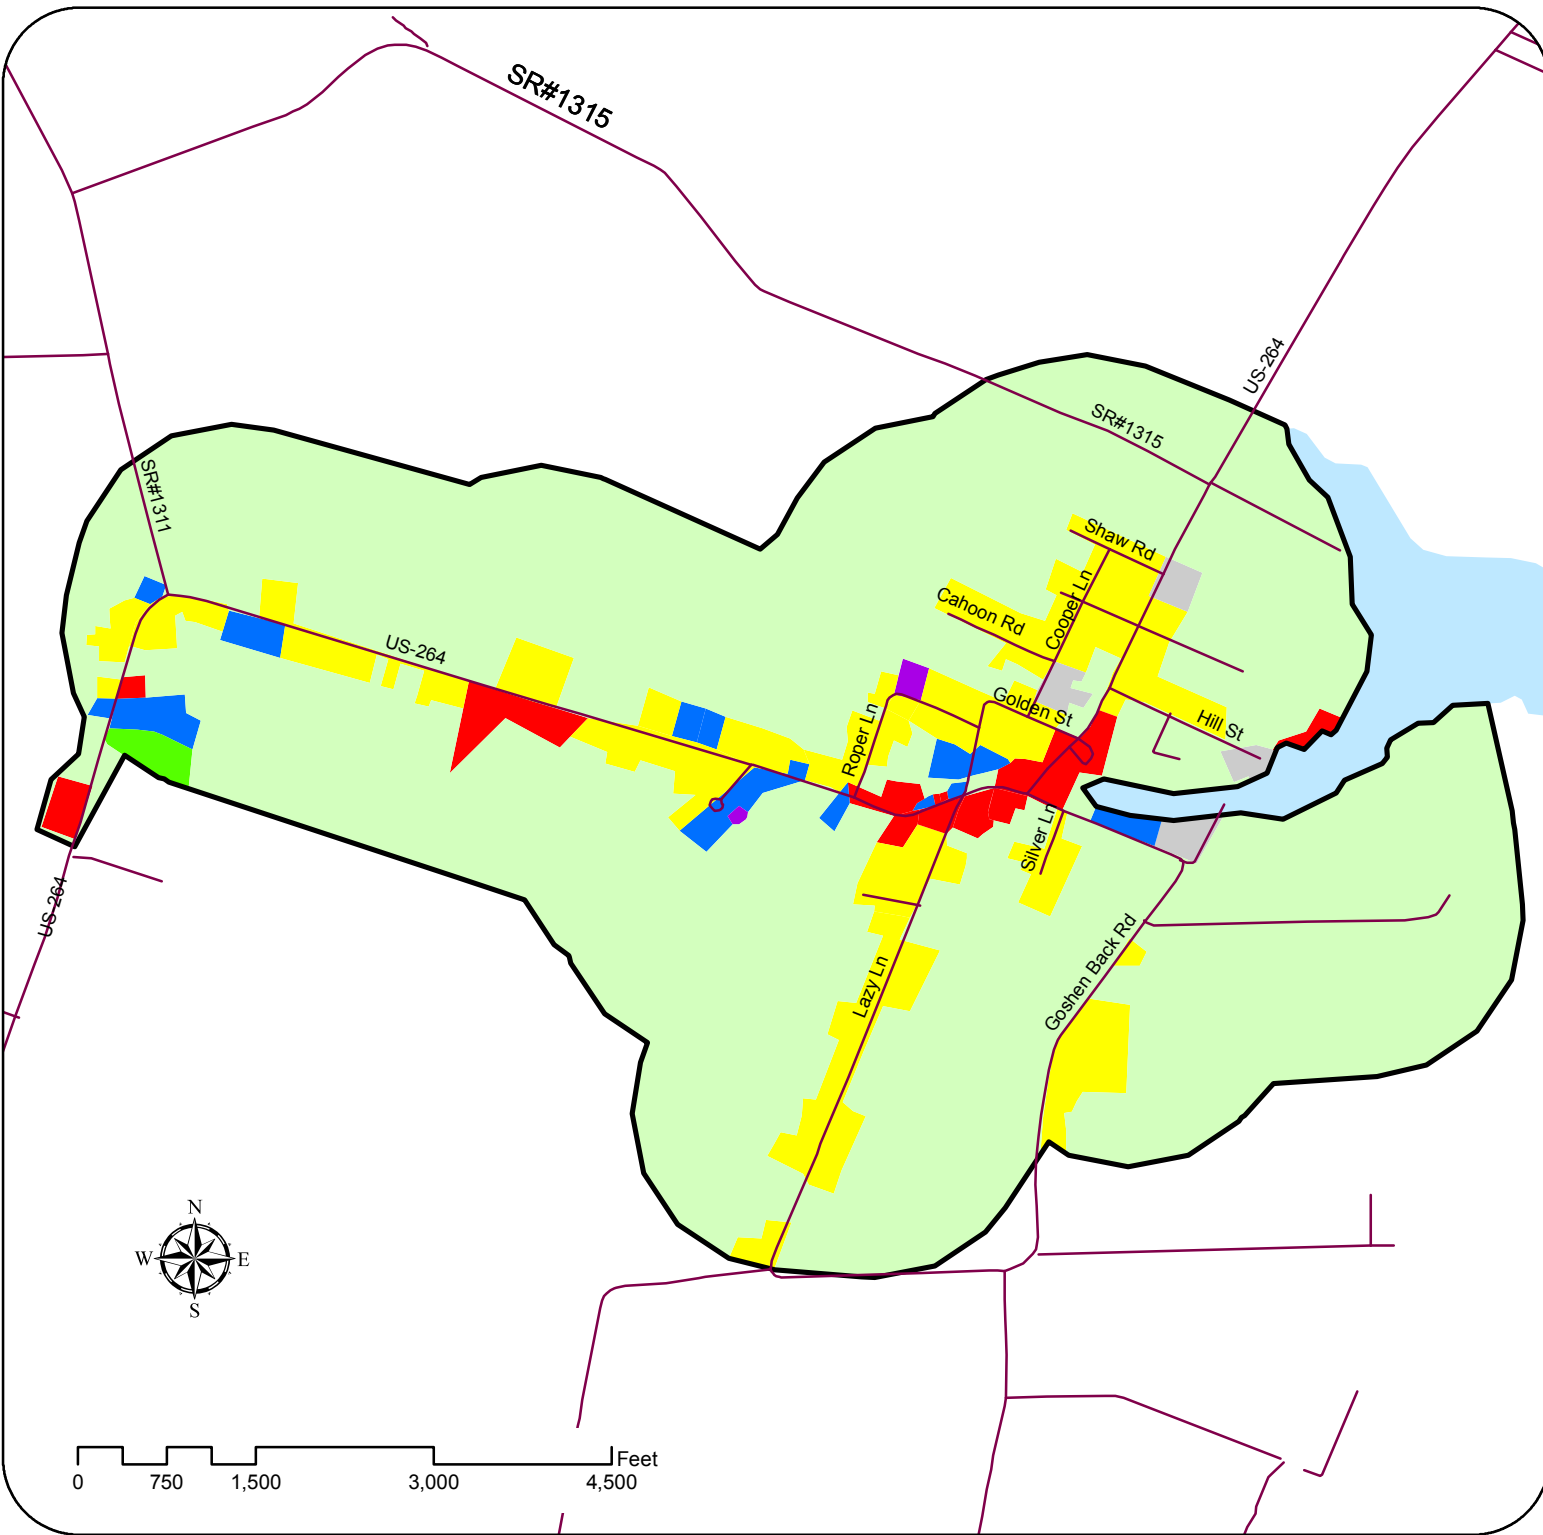 SR#1315
US-264
SR#1315
SR#1311
Shaw Rd
Cahoon Rd
Cooper Ln
US-264
Golden St
Hill St
Roper Ln
Silver Ln
US-264
Goshen Back Rd
Lazy Ln
N
W E
S
Feet
0 750 1,500 3,000 4,500